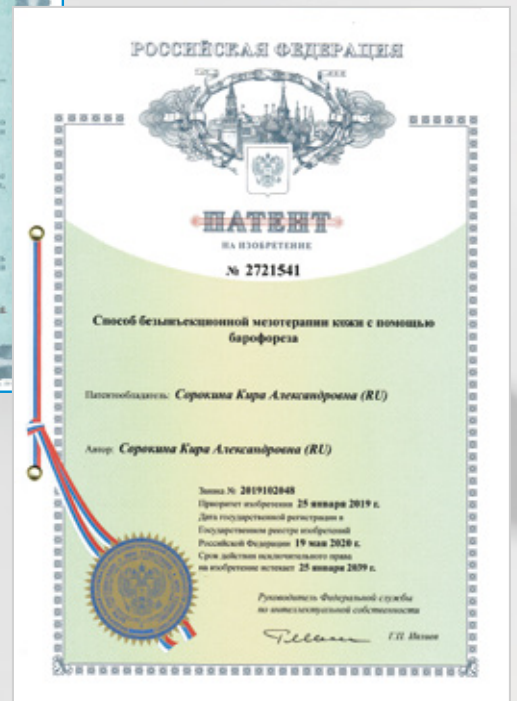 РОССИЙСКАЯ ФЕДЕРАЦИЯ
ПАТЕНТ
НА ИЗОБРЕТЕНИЕ
№ 2721541
Способ безынъекционной мезотерапии кожи с помощью
барофореза
Патентообладатель: Сорокина Кира Александровна (RU)
Автор: Сорокина Кира Александровна (RU)
Заявка № 2019102048
Приоритет изобретения 25 января 2019 г.
Дата государственной регистрации в
Государственном реестре изобретений
Российской Федерации 19 мая 2020 г.
Срок действия исключительного права
на изобретение истекает 25 января 2039 г.
Руководитель Федеральной службы
по интеллектуальной собственности
Г.П. Ивлиев